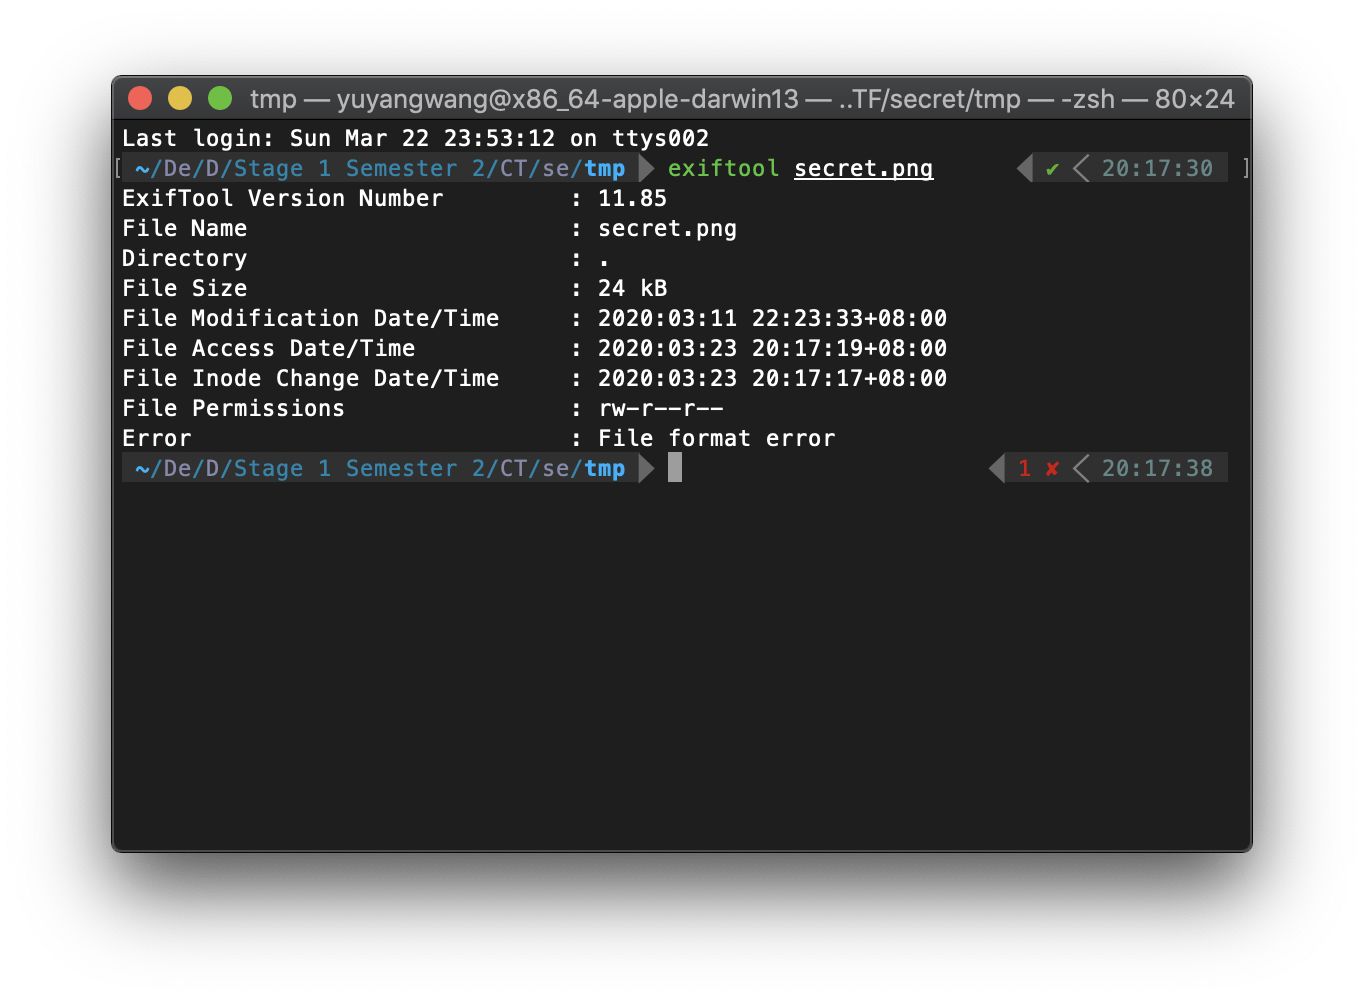 tmp — yuyangwang@x86_64-apple-darwin13 — ..TF/secret/tmp — -zsh — 80×24
Last login: Sun Mar 22 23:53:12 on ttys002
[ ~/De/D/Stage 1 Semester 2/CT/se/tmp exiftool secret.png ✔ 20:17:30 ]
ExifTool Version Number : 11.85
File Name : secret.png
Directory : .
File Size : 24 kB
File Modification Date/Time : 2020:03:11 22:23:33+08:00
File Access Date/Time : 2020:03:23 20:17:19+08:00
File Inode Change Date/Time : 2020:03:23 20:17:17+08:00
File Permissions : rw-r--r--
Error : File format error
~/De/D/Stage 1 Semester 2/CT/se/tmp 1 ✘ 20:17:38